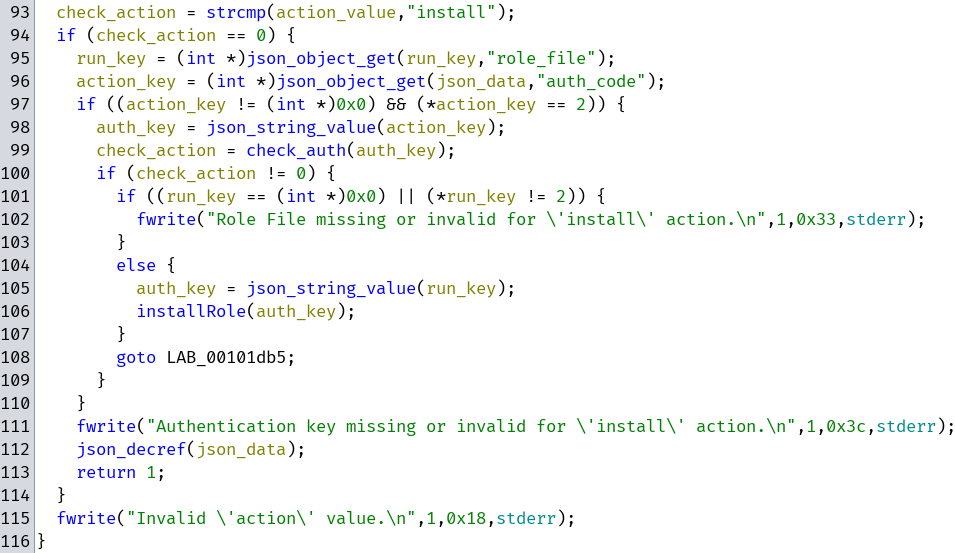 93 check_action = strcmp(action_value,"install");
94 if (check_action == 0) {
95 run_key = (int *)json_object_get(run_key,"role_file");
96 action_key = (int *)json_object_get(json_data,"auth_code");
97 if ((action_key != (int *)0x0) && (*action_key == 2)) {
98 auth_key = json_string_value(action_key);
99 check_action = check_auth(auth_key);
100 if (check_action != 0) {
101 if ((run_key == (int *)0x0) || (*run_key != 2)) {
102 fwrite("Role File missing or invalid for \'install\' action.\n",1,0x33,stderr);
103 }
104 else {
105 auth_key = json_string_value(run_key);
106 installRole(auth_key);
107 }
108 goto LAB_00101db5;
109 }
110 }
111 fwrite("Authentication key missing or invalid for \'install\' action.\n",1,0x3c,stderr);
112 json_decref(json_data);
113 return 1;
114 }
115 fwrite("Invalid \'action\' value.\n",1,0x18,stderr);
116 }